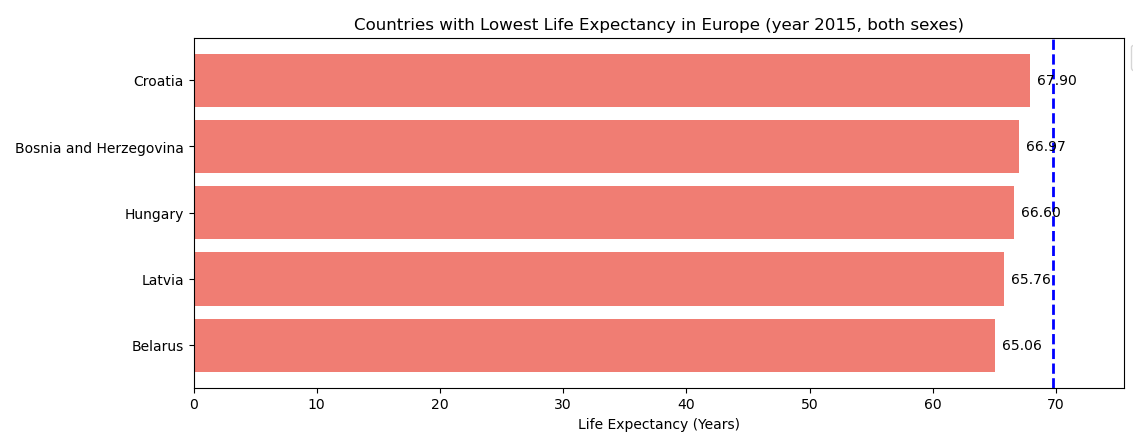 Countries with Lowest Life Expectancy in Europe (year 2015, both sexes)
Croatia 67.90
Bosnia and Herzegovina 66.97
Hungary 66.60
Latvia 65.76
Belarus 65.06
0 10 20 30 40 50 60 70
Life Expectancy (Years)